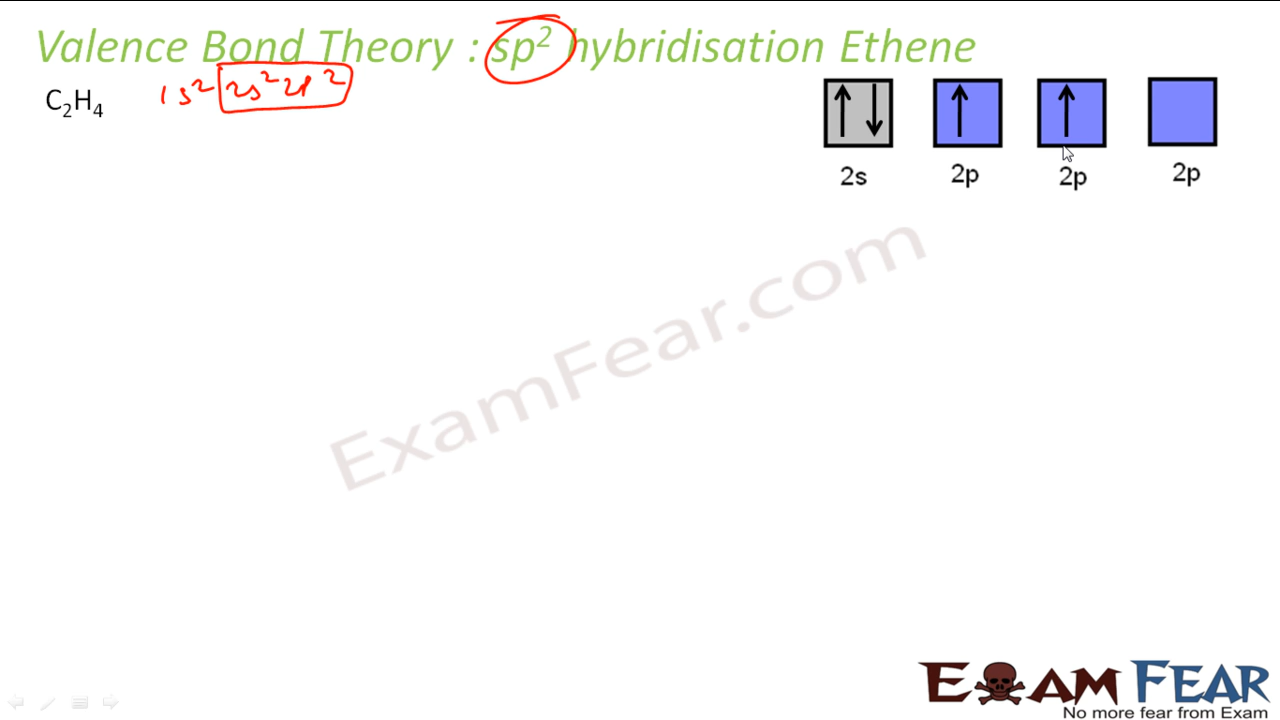 Valence Bond Theory : sp² hybridisation Ethene
C₂H₄ 1s² 2s² 2p²
2s 2p 2p 2p
ExamFear.com
EXAM FEAR
No more fear from Exam